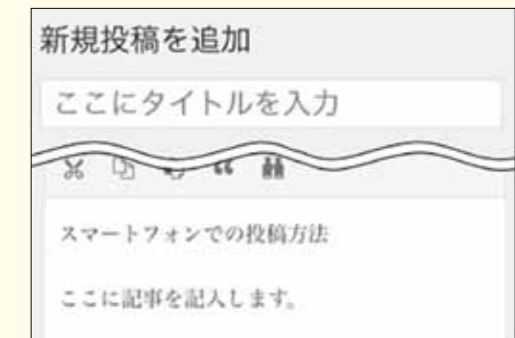 新規投稿を追加
ここにタイトルを入力
スマートフォンでの投稿方法
ここに記事を記入します。